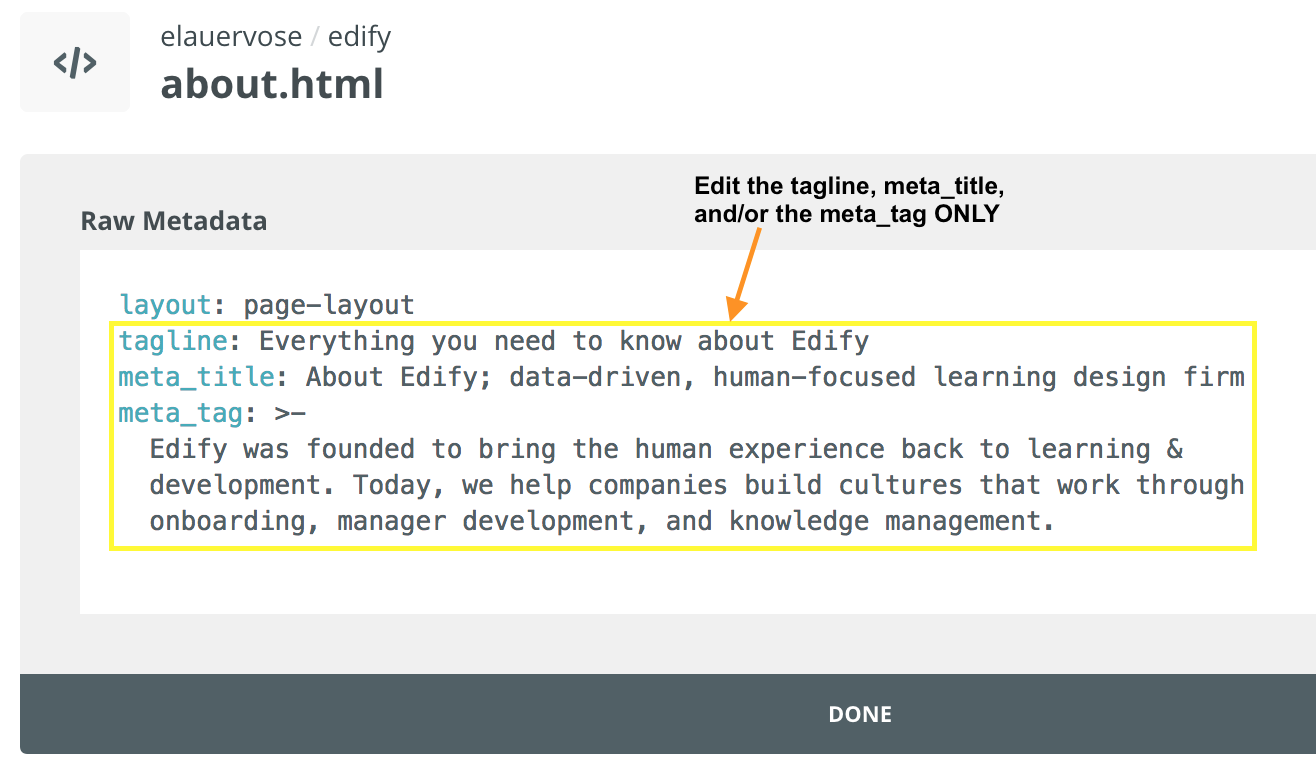 </>
elauervose / edify
about.html
Edit the tagline, meta_title,
and/or the meta_tag ONLY
Raw Metadata
layout: page-layout
tagline: Everything you need to know about Edify
meta_title: About Edify; data-driven, human-focused learning design firm
meta_tag: >-
Edify was founded to bring the human experience back to learning &
development. Today, we help companies build cultures that work through
onboarding, manager development, and knowledge management.
DONE